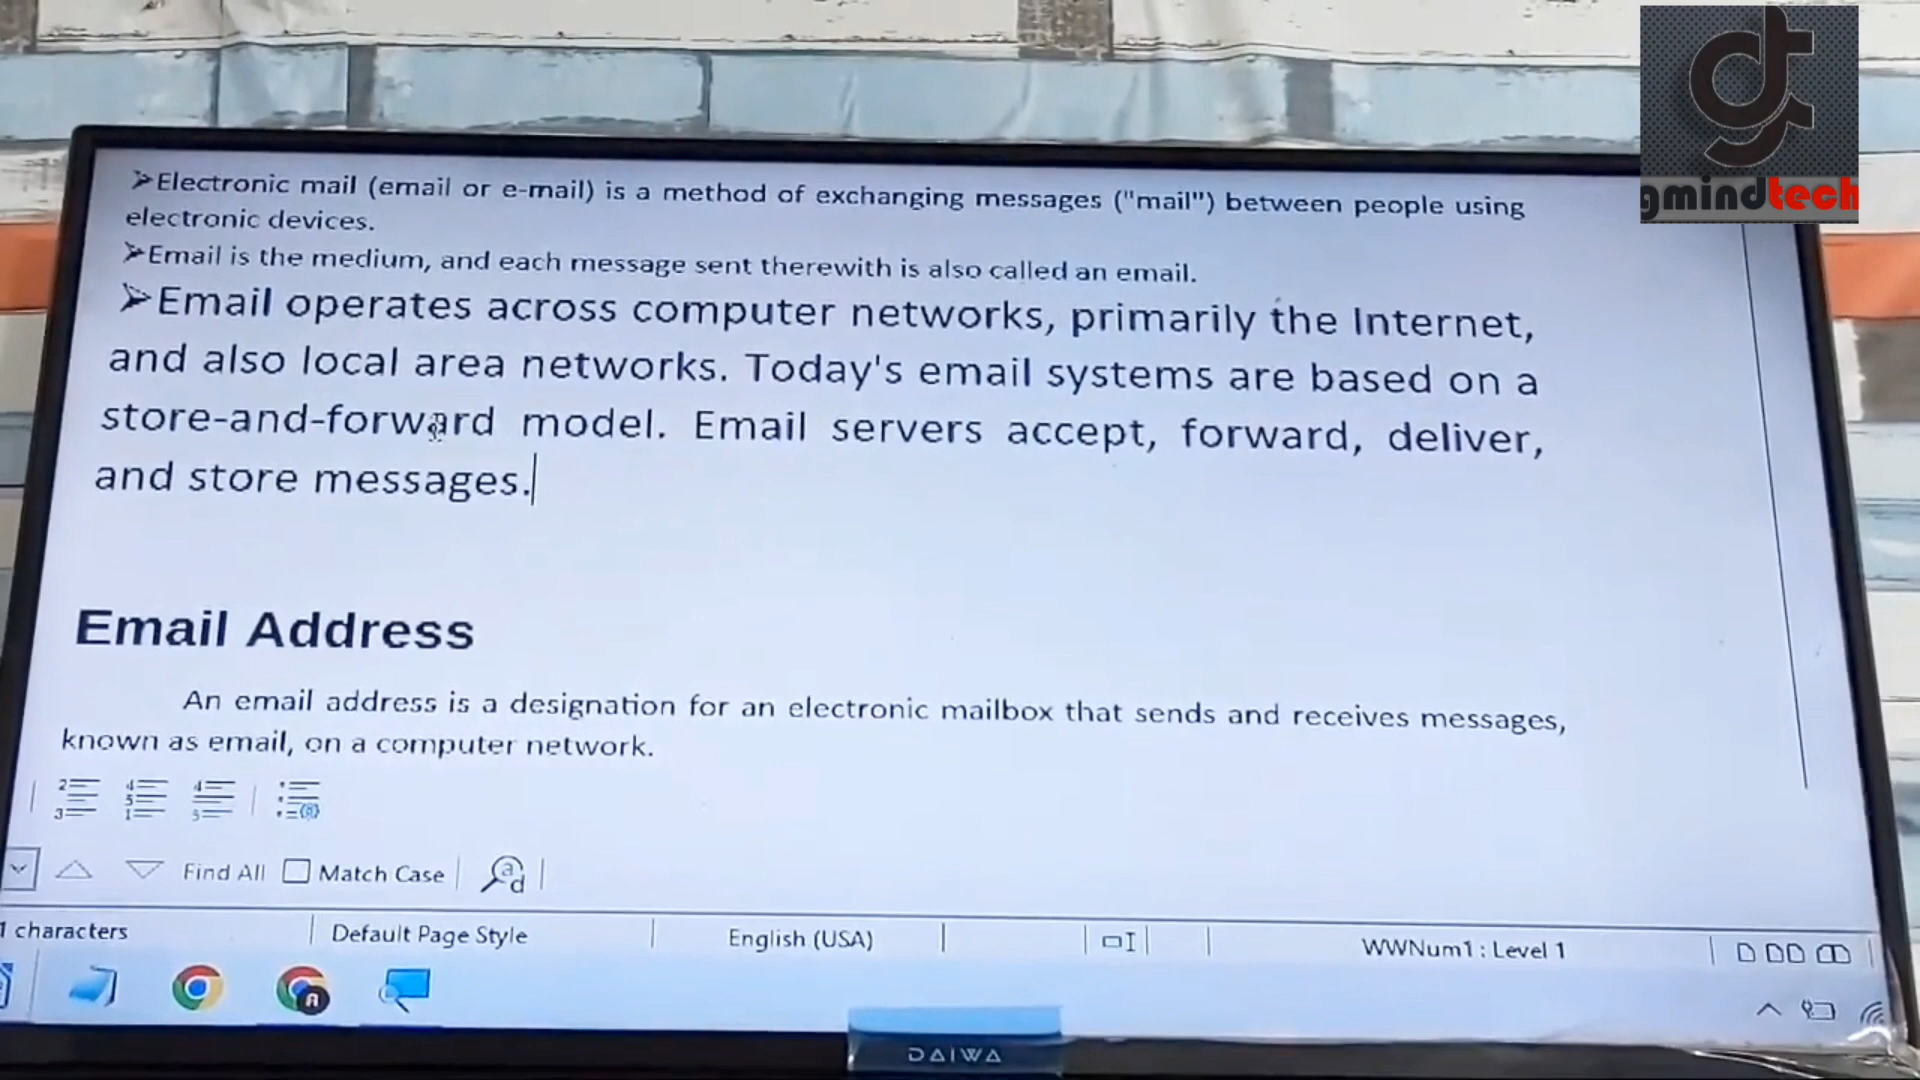 gmindtech
➢Electronic mail (email or e-mail) is a method of exchanging messages ("mail") between people using
electronic devices.
➢Email is the medium, and each message sent therewith is also called an email.
➢Email operates across computer networks, primarily the Internet,
and also local area networks. Today's email systems are based on a
store-and-forward model. Email servers accept, forward, deliver,
and store messages.
Email Address
An email address is a designation for an electronic mailbox that sends and receives messages,
known as email, on a computer network.
Find All Match Case
characters Default Page Style English (USA) WWNum1 : Level 1
DAIWA